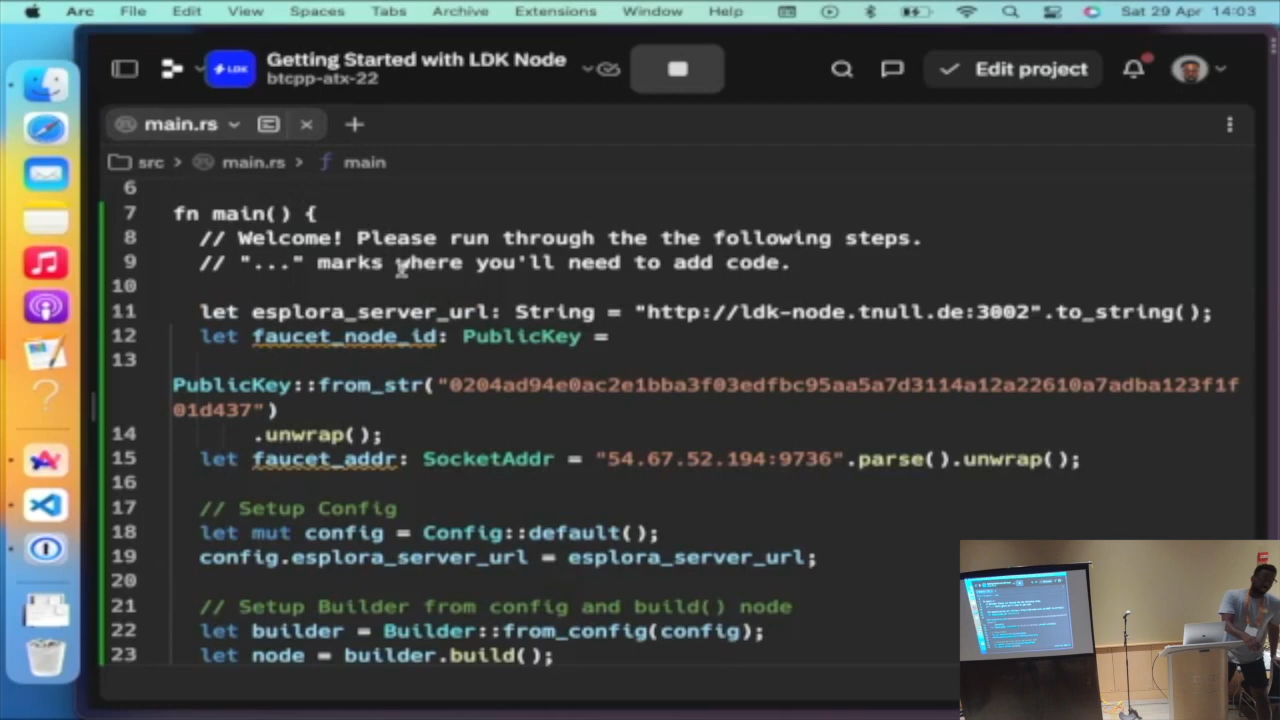 Arc File Edit View Spaces Tabs Archive Extensions Window Help Sat 29 Apr 14:03
LDK Getting Started with LDK Node
btcpp-atx-22
Edit project
main.rs
src > main.rs > f main
6
7 fn main() {
8 // Welcome! Please run through the the following steps.
9 // "..." marks where you'll need to add code.
10
11 let esplora_server_url: String = "http://ldk-node.tnull.de:3002".to_string();
12 let faucet_node_id: PublicKey =
13
PublicKey::from_str("0204ad94e0ac2e1bba3f03edfbc95aa5a7d3114a12a22610a7adba123f1f
01d437")
14 .unwrap();
15 let faucet_addr: SocketAddr = "54.67.52.194:9736".parse().unwrap();
16
17 // Setup Config
18 let mut config = Config::default();
19 config.esplora_server_url = esplora_server_url;
20
21 // Setup Builder from config and build() node
22 let builder = Builder::from_config(config);
23 let node = builder.build();